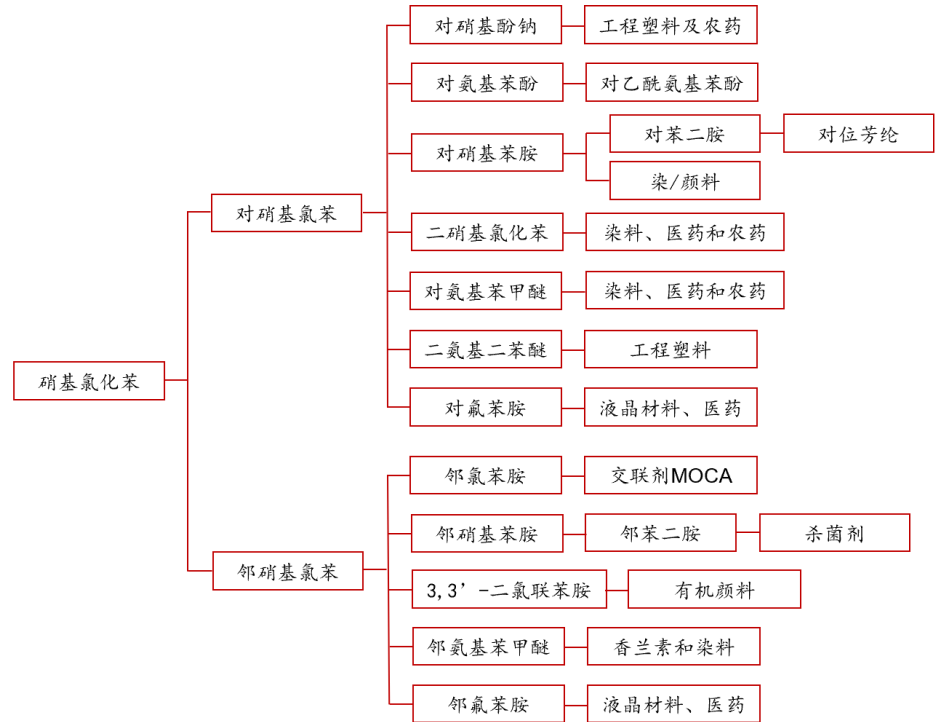 对硝基酚钠
工程塑料及农药
对氨基苯酚
对乙酰氨基苯酚
对硝基苯胺
对苯二胺
对位芳纶
染/颜料
对硝基氯苯
二硝基氯化苯
染料、医药和农药
对氨基苯甲醚
染料、医药和农药
二氨基二苯醚
工程塑料
硝基氯化苯
对氟苯胺
液晶材料、医药
邻氯苯胺
交联剂MOCA
邻硝基苯胺
邻苯二胺
杀菌剂
邻硝基氯苯
3,3’-二氯联苯胺
有机颜料
邻氨基苯甲醚
香兰素和染料
邻氟苯胺
液晶材料、医药